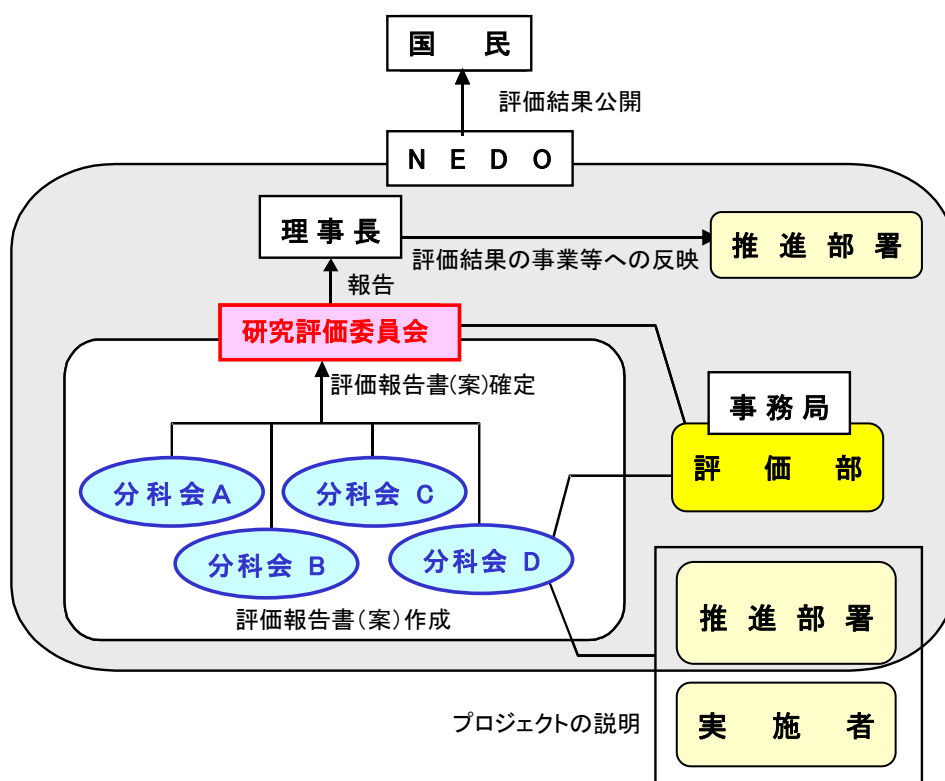 国 民
評価結果公開
N E D O
理 事 長
推 進 部 署
評価結果の事業等への反映
報告
研究評価委員会
評価報告書(案)確定
事 務 局
評 価 部
分科会A
分科会 C
分科会 B
分科会 D
評価報告書(案)作成
推 進 部 署
プロジェクトの説明
実 施 者